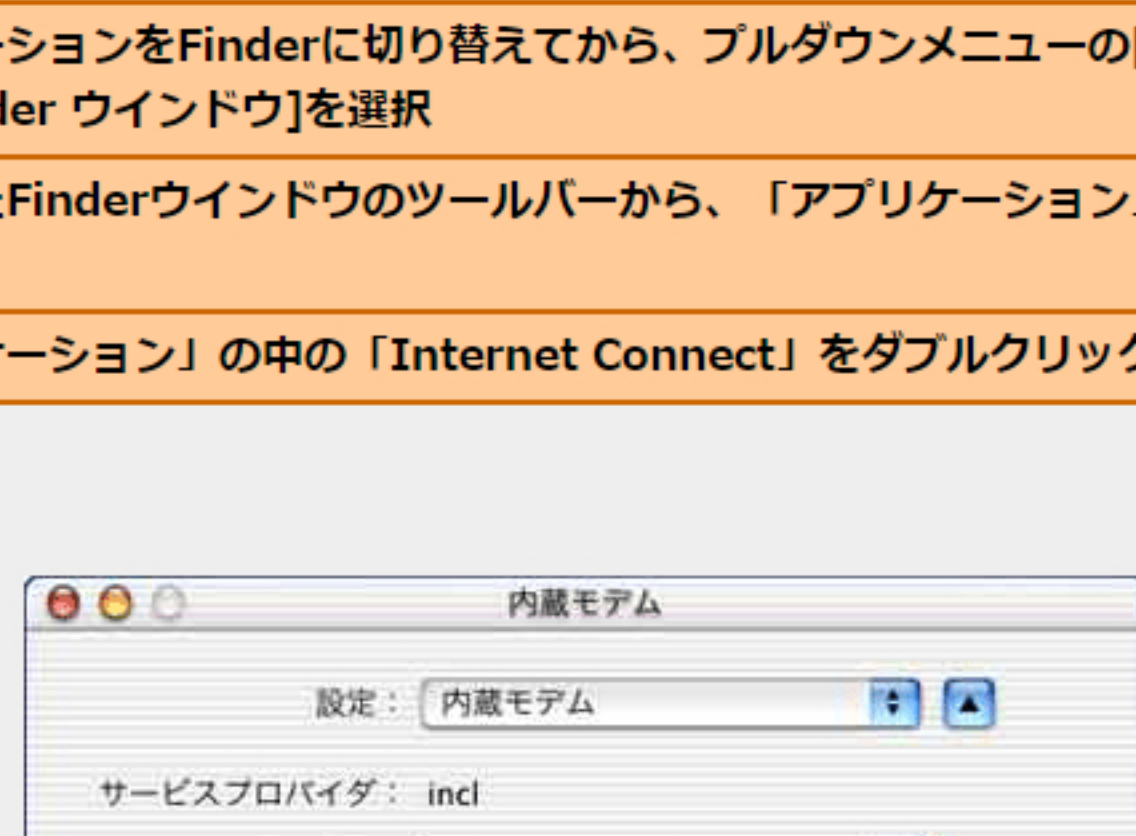 ーションをFinderに切り替えてから、プルダウンメニューの[
der ウインドウ]を選択
Finderウインドウのツールバーから、「アプリケーション」
ーション」の中の「Internet Connect」をダブルクリック
内蔵モデム
設定： 内蔵モデム
サービスプロバイダ： incl